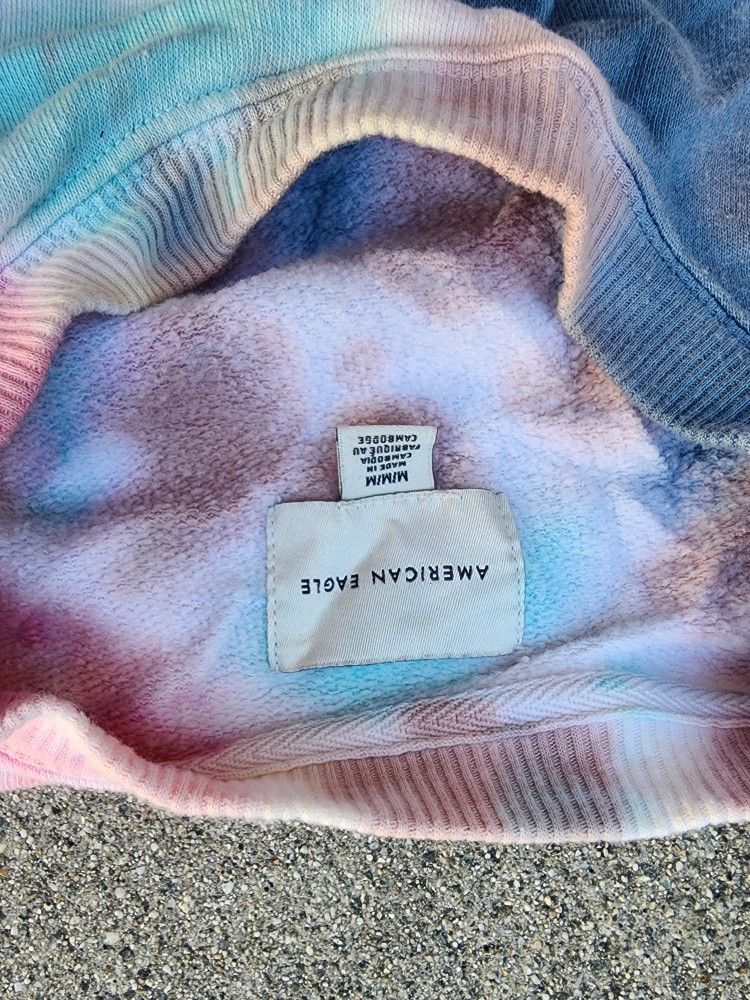 AMERICAN EAGLE
M/M/M
MADE IN
CAMBODIA
FABRIQUÉ AU
CAMBODGE